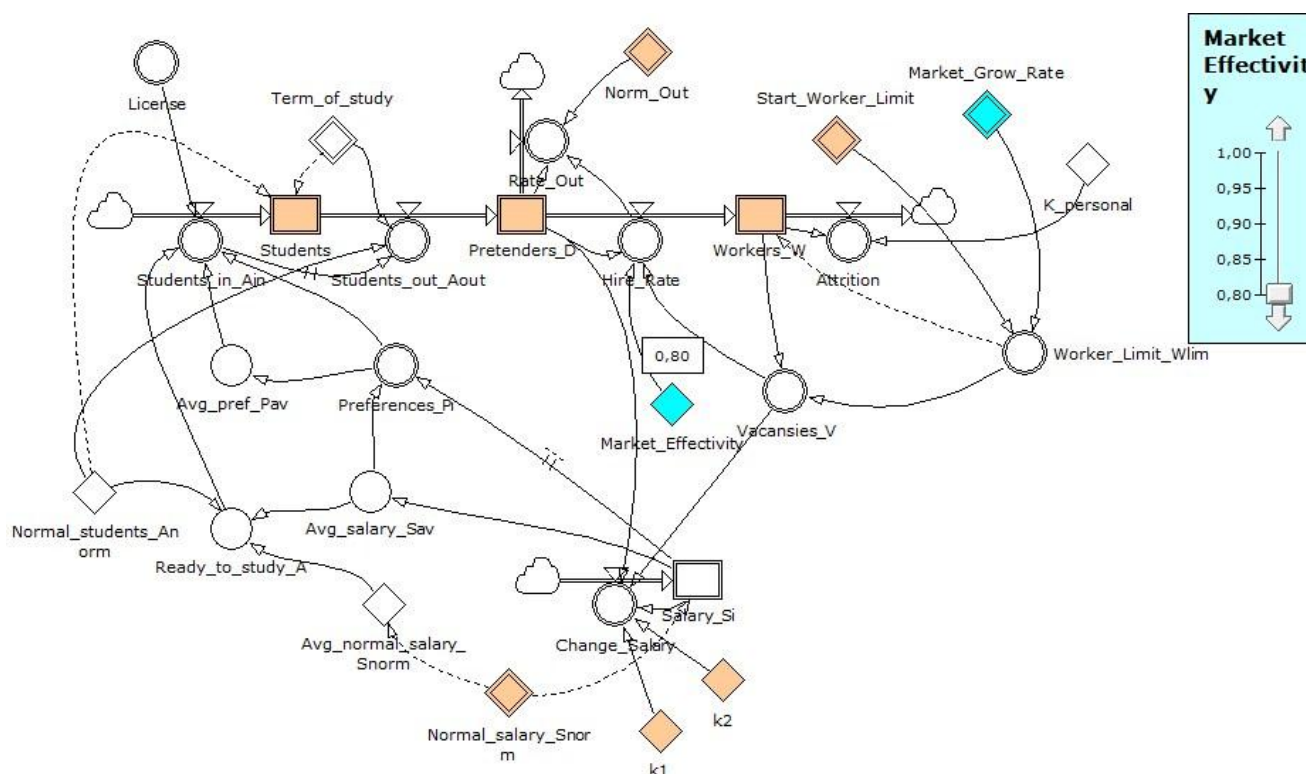 Market
Effectivit
y
License
Term_of_study
Norm_Out
Start_Worker_Limit
Market_Grow_Rate
1,00
0,95
0,90
0,85
0,80
Rate_Out
K_personal
Students
Pretenders_D
Workers_W
Students_in_Ain
Students_out_Aout
Hire_Rate
Attrition
0,80
Worker_Limit_Wlim
Avg_pref_Pav
Preferences_Pi
Market_Effectivity
Vacansies_V
Normal_students_An
orm
Avg_salary_Sav
Ready_to_study_A
Salary_Si
Change_Salary
Avg_normal_salary_
Snorm
Normal_salary_Snor
m
k2
k1